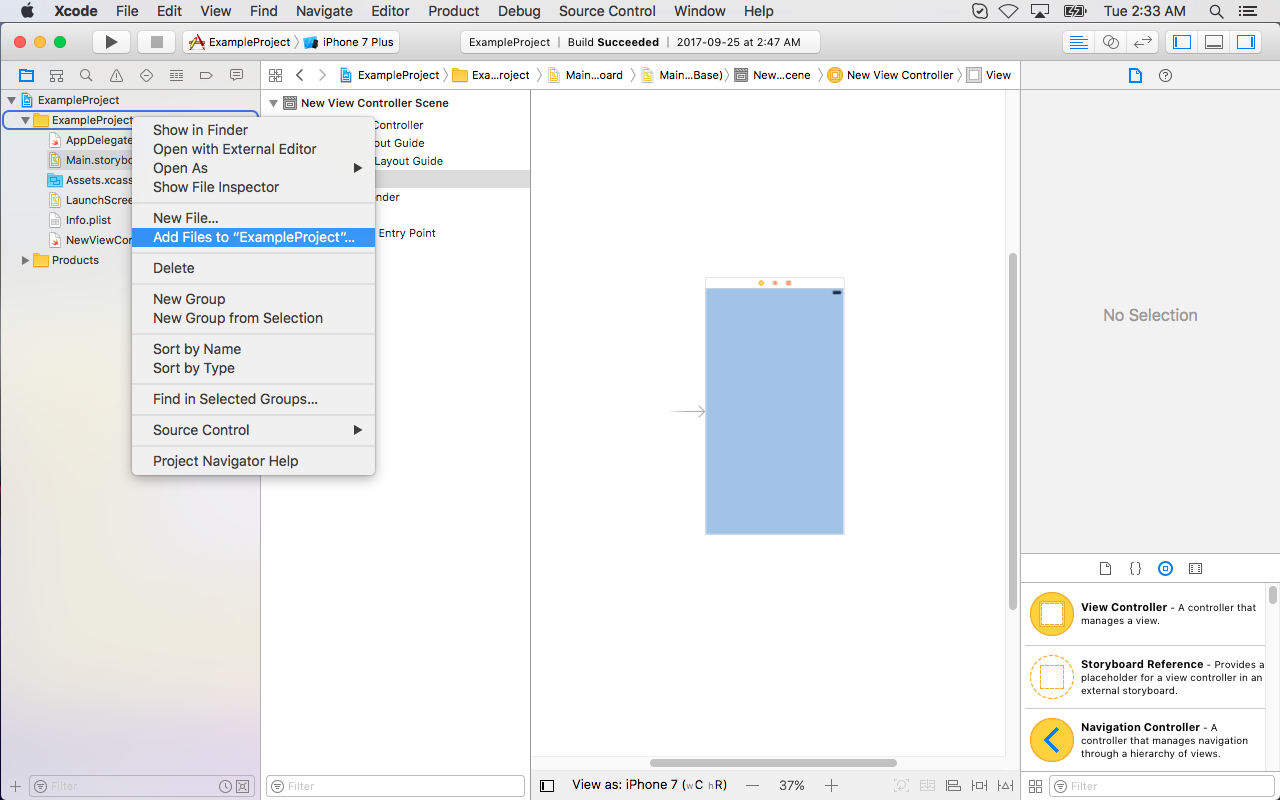 Xcode File Edit View Find Navigate Editor Product Debug Source Control Window Help Tue 2:33 AM
ExampleProject iPhone 7 Plus ExampleProject | Build Succeeded | 2017-09-25 at 2:47 AM
ExampleProject Exa...roject Main...oard Main...Base) New...cene New View Controller View
ExampleProject
ExampleProject
AppDelegate
Main.storybo
Assets.xcass
LaunchScree
Info.plist
NewViewCon
Products
Show in Finder
Open with External Editor
Open As
Show File Inspector
New File...
Add Files to “ExampleProject”...
Delete
New Group
New Group from Selection
Sort by Name
Sort by Type
Find in Selected Groups...
Source Control
Project Navigator Help
New View Controller Scene
Controller
out Guide
Layout Guide
nder
Entry Point
No Selection
View Controller - A controller that
manages a view.
Storyboard Reference - Provides a
placeholder for a view controller in an
external storyboard.
Navigation Controller - A
controller that manages navigation
through a hierarchy of views.
Filter
Filter
View as: iPhone 7 (wC hR) — 37% +
Filter